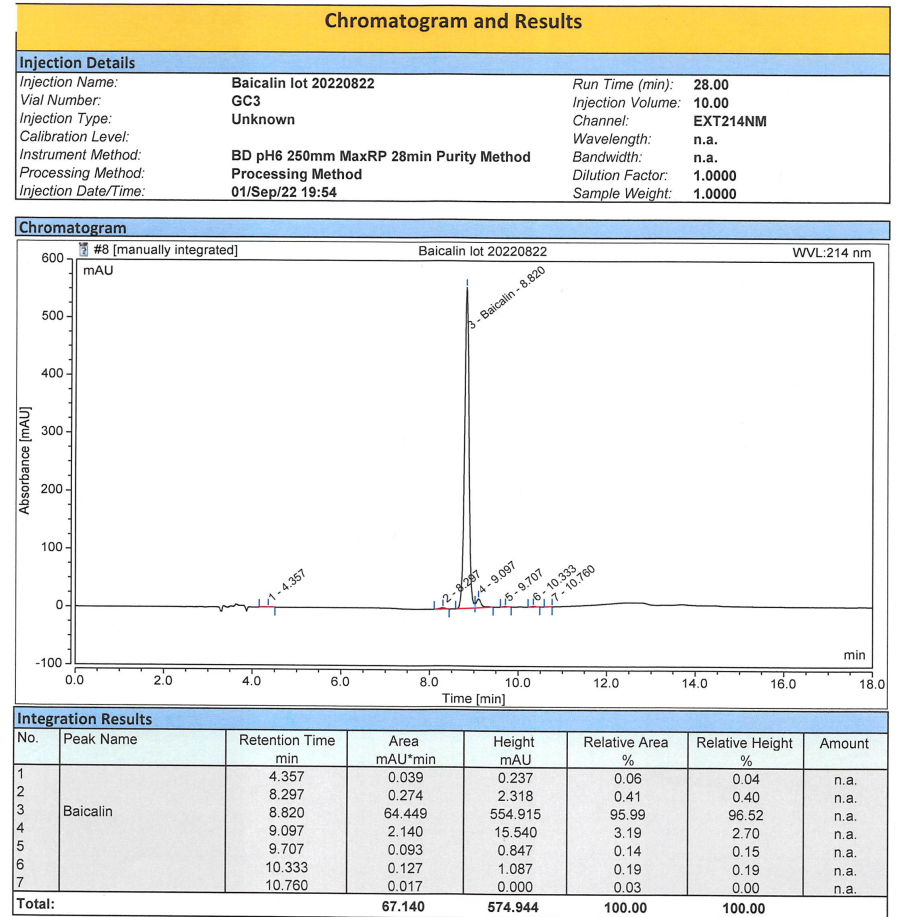 Chromatogram and Results
Injection Details
Injection Name: Baicalin lot 20220822 Run Time (min): 28.00
Vial Number: GC3 Injection Volume: 10.00
Injection Type: Unknown Channel: EXT214NM
Calibration Level: Wavelength: n.a.
Instrument Method: BD pH6 250mm MaxRP 28min Purity Method Bandwidth: n.a.
Processing Method: Processing Method Dilution Factor: 1.0000
Injection Date/Time: 01/Sep/22 19:54 Sample Weight: 1.0000
Chromatogram
#8 [manually integrated] Baicalin lot 20220822 WVL:214 nm
600
mAU
3 - Baicalin - 8.820
500
400
300
Absorbance [mAU]
200
100
1 - 4.357
2 - 8.297
4 - 9.097
5 - 9.707
6 - 10.333
7 - 10.760
0
-100
min
0.0 2.0 4.0 6.0 8.0 10.0 12.0 14.0 16.0 18.0
Time [min]
Integration Results
No. Peak Name Retention Time Area Height Relative Area Relative Height Amount
min mAU*min mAU % %
1 4.357 0.039 0.237 0.06 0.04 n.a.
2 8.297 0.274 2.318 0.41 0.40 n.a.
3 Baicalin 8.820 64.449 554.915 95.99 96.52 n.a.
4 9.097 2.140 15.540 3.19 2.70 n.a.
5 9.707 0.093 0.847 0.14 0.15 n.a.
6 10.333 0.127 1.087 0.19 0.19 n.a.
7 10.760 0.017 0.000 0.03 0.00 n.a.
Total: 67.140 574.944 100.00 100.00